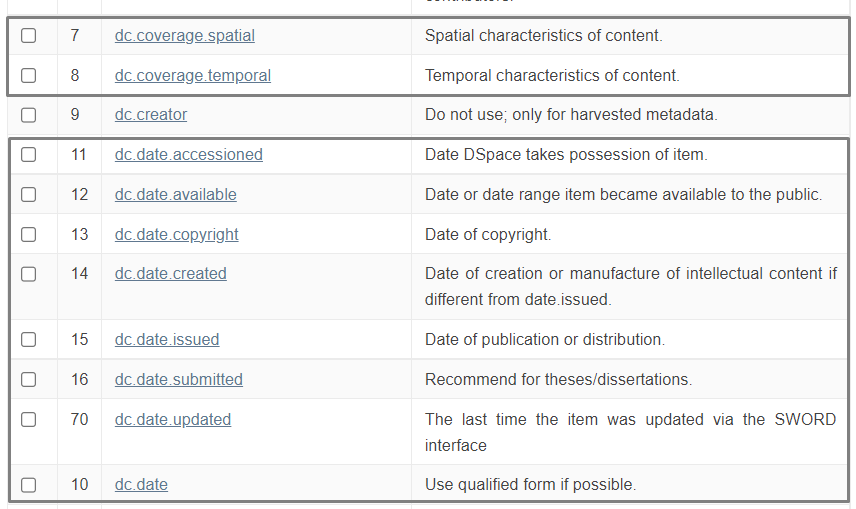 contributors.
7 dc.coverage.spatial Spatial characteristics of content.
8 dc.coverage.temporal Temporal characteristics of content.
9 dc.creator Do not use; only for harvested metadata.
11 dc.date.accessioned Date DSpace takes possession of item.
12 dc.date.available Date or date range item became available to the public.
13 dc.date.copyright Date of copyright.
14 dc.date.created Date of creation or manufacture of intellectual content if
different from date.issued.
15 dc.date.issued Date of publication or distribution.
16 dc.date.submitted Recommend for theses/dissertations.
70 dc.date.updated The last time the item was updated via the SWORD
interface
10 dc.date Use qualified form if possible.